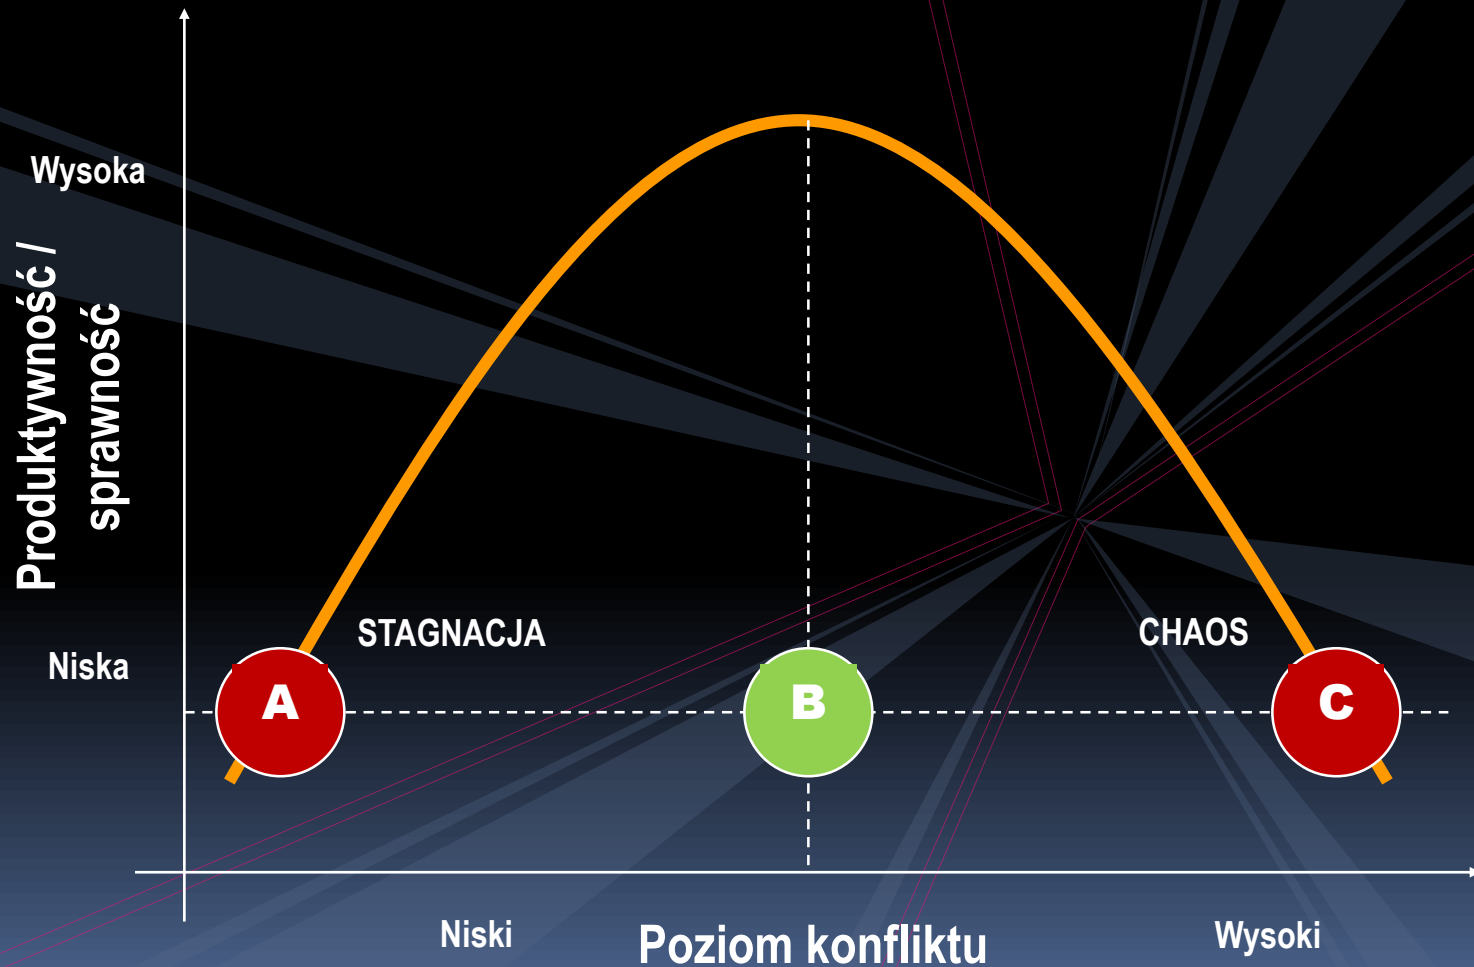 Wysoka
Produktywność /
sprawność
STAGNACJA
CHAOS
Niska
A
B
C
Niski
Poziom konfliktu
Wysoki